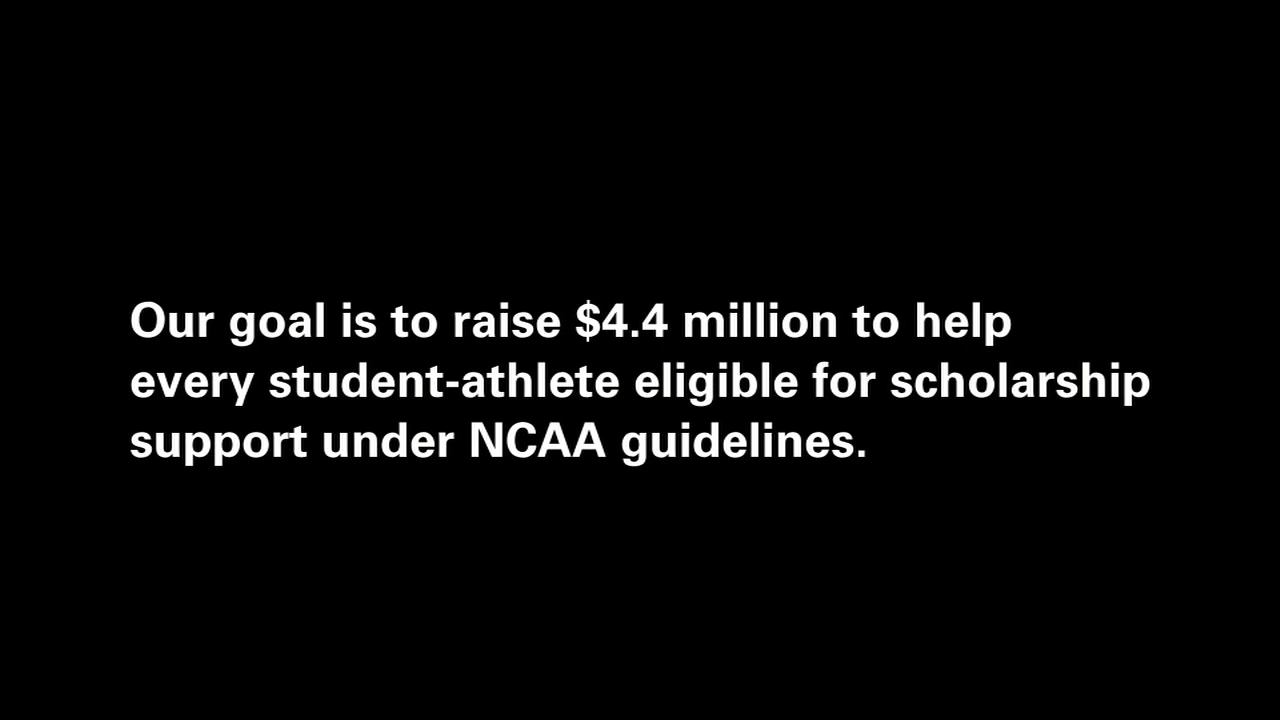 Our goal is to raise $4.4 million to help
every student-athlete eligible for scholarship
support under NCAA guidelines.